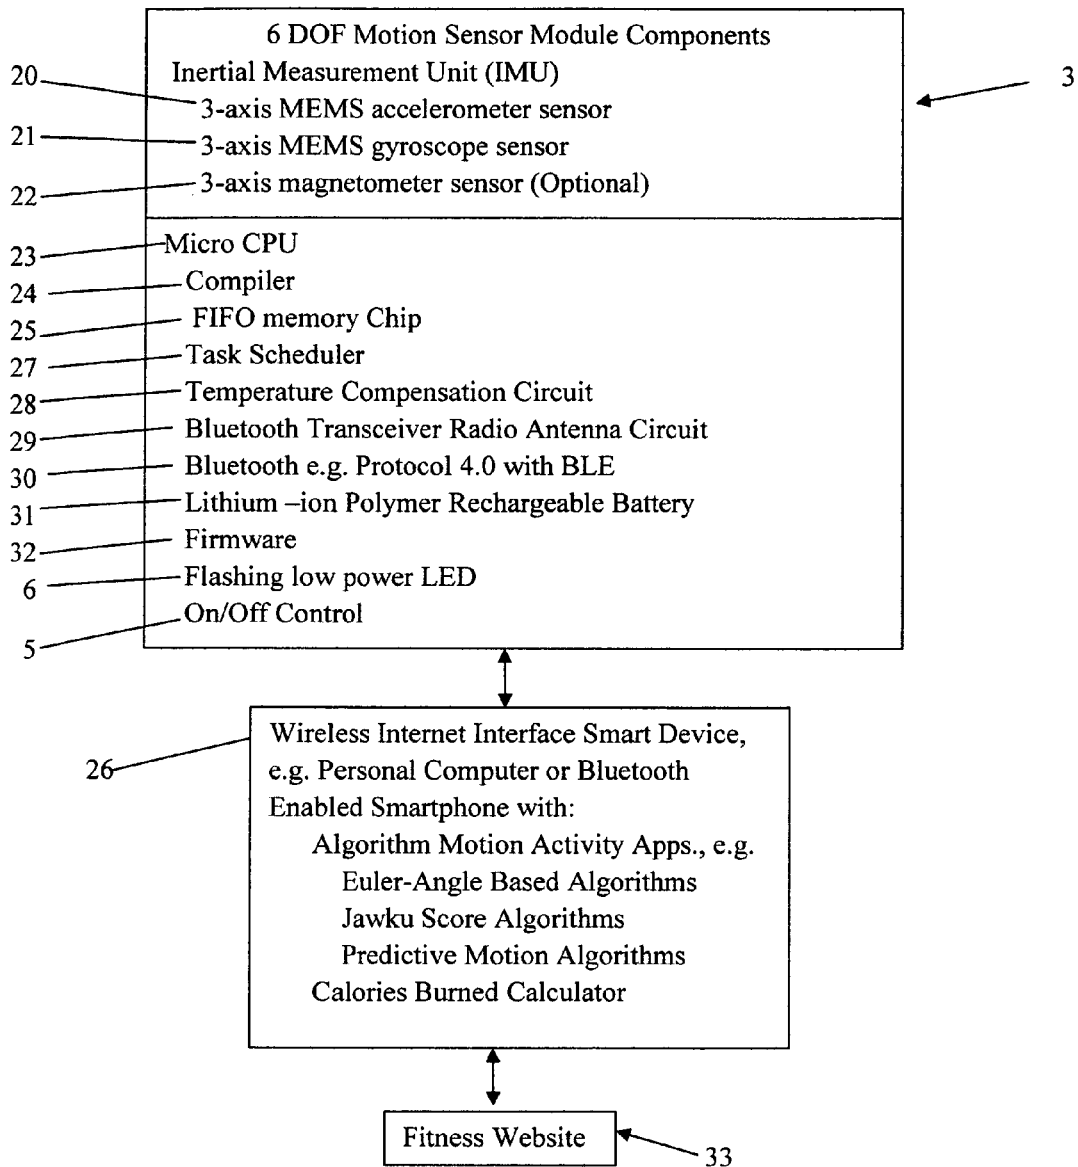 6 DOF Motion Sensor Module Components
Inertial Measurement Unit (IMU)
20 3-axis MEMS accelerometer sensor
3
21 3-axis MEMS gyroscope sensor
22 3-axis magnetometer sensor (Optional)
23 Micro CPU
24 Compiler
25 FIFO memory Chip
27 Task Scheduler
28 Temperature Compensation Circuit
29 Bluetooth Transceiver Radio Antenna Circuit
30 Bluetooth e.g. Protocol 4.0 with BLE
31 Lithium –ion Polymer Rechargeable Battery
32 Firmware
6 Flashing low power LED
5 On/Off Control
Wireless Internet Interface Smart Device,
26 e.g. Personal Computer or Bluetooth
Enabled Smartphone with:
Algorithm Motion Activity Apps., e.g.
Euler-Angle Based Algorithms
Jawku Score Algorithms
Predictive Motion Algorithms
Calories Burned Calculator
Fitness Website
33